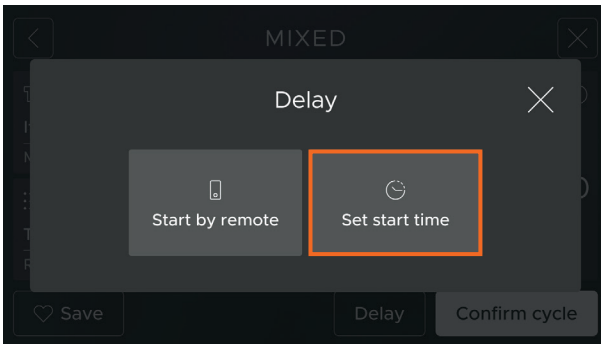 MIXED
Delay
Start by remote
Set start time
Save
Delay
Confirm cycle